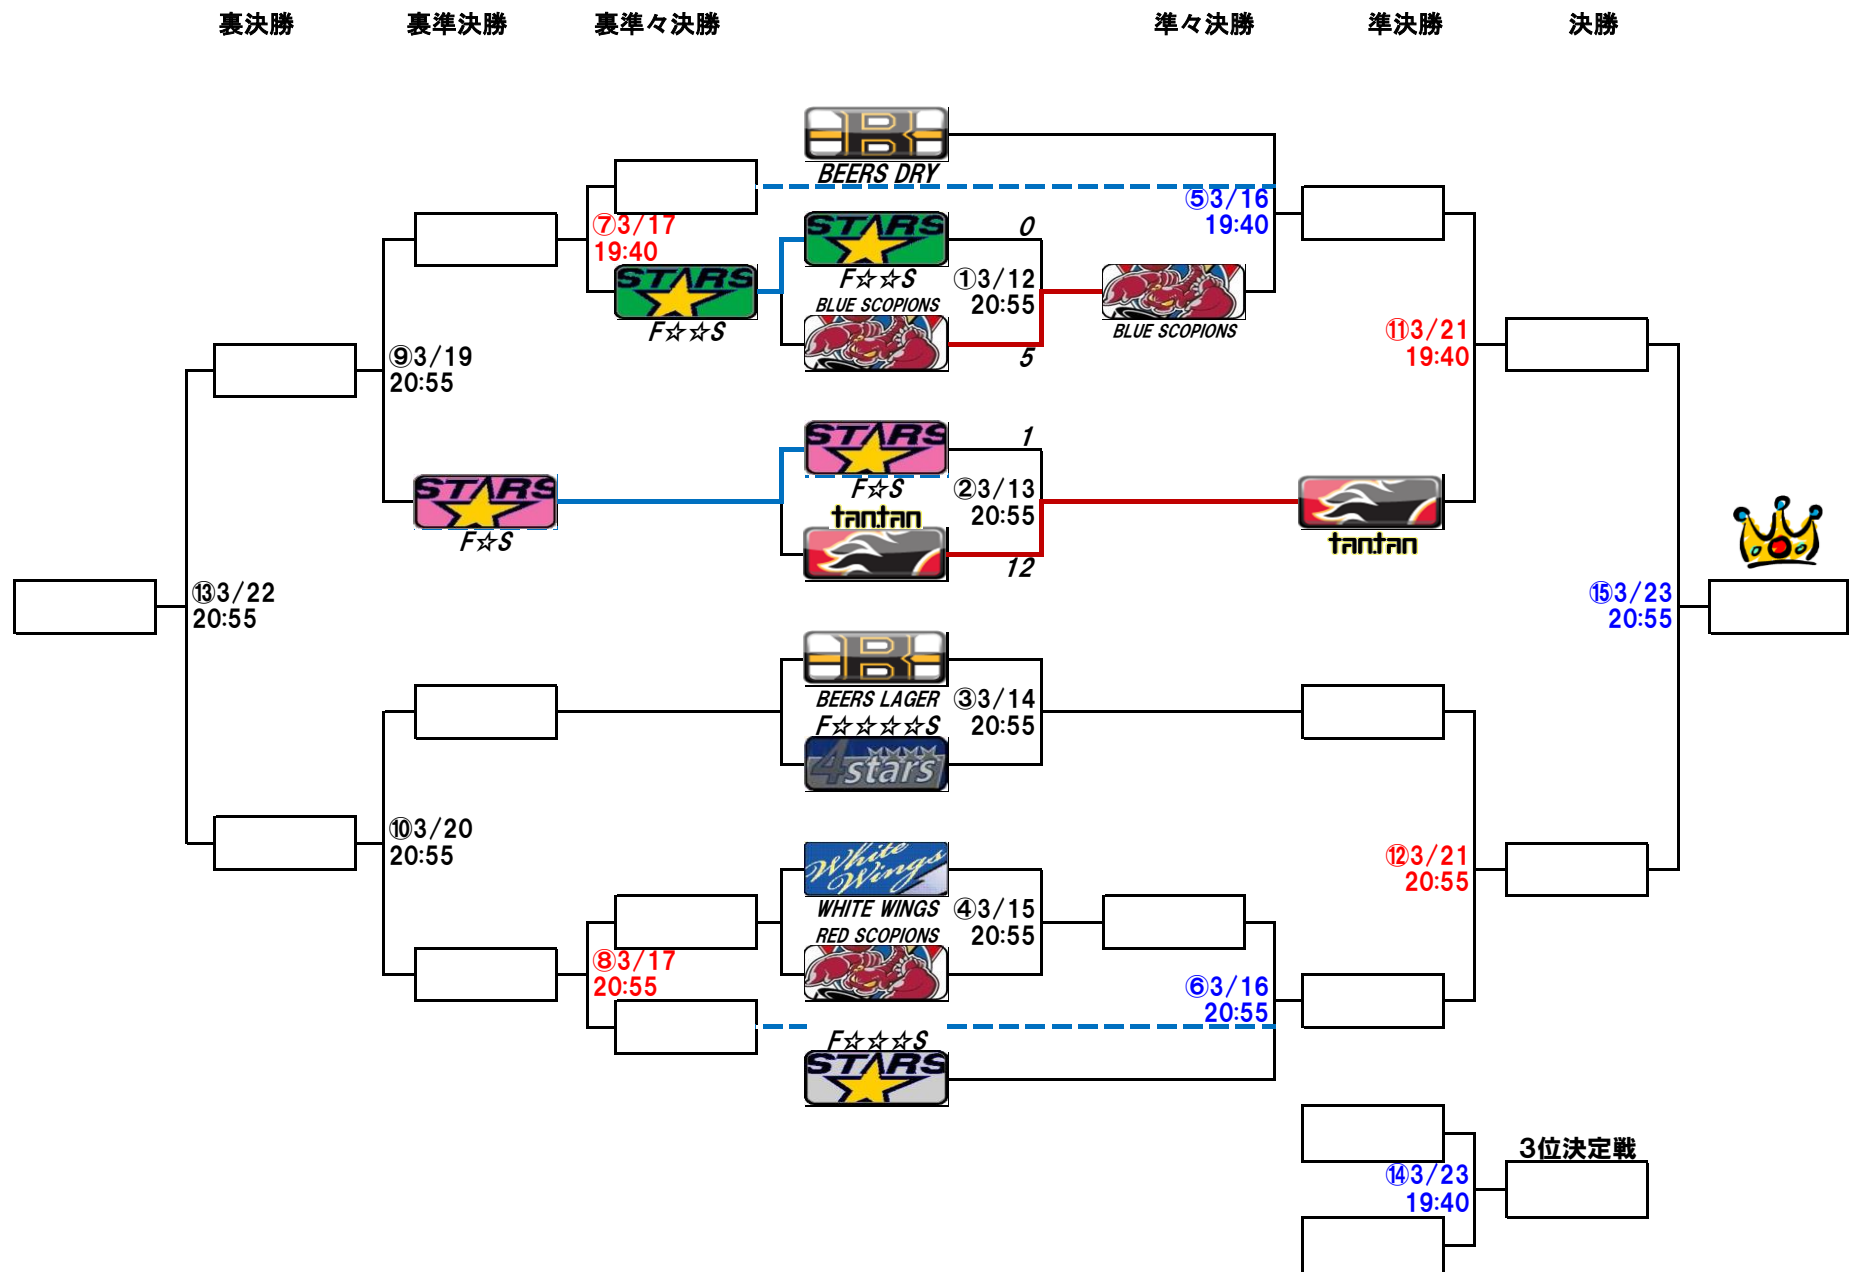 裏決勝 裏準決勝 裏準々決勝 準々決勝 準決勝 決勝
B
BEERS DRY
⑤3/16
19:40
⑦3/17
19:40
STARS
F☆☆S
0
①3/12
20:55
STARS
F☆☆S
BLUE SCOPIONS
5
BLUE SCOPIONS
⑪3/21
19:40
⑨3/19
20:55
STARS
F☆S
1
②3/13
20:55
STARS
F☆S
tan.tan
12
tan.tan
⑬3/22
20:55
⑮3/23
20:55
B
BEERS LAGER
③3/14
20:55
F☆☆☆☆S
4stars
⑩3/20
20:55
⑫3/21
20:55
White Wings
WHITE WINGS
④3/15
20:55
RED SCOPIONS
⑧3/17
20:55
⑥3/16
20:55
F☆☆☆S
STARS
3位決定戦
⑭3/23
19:40